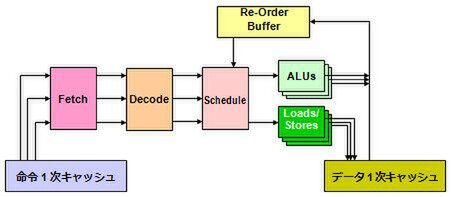 Re-Order
Buffer
Fetch
Decode
Schedule
ALUs
Loads/
Stores
命令１次キャッシュ
データ１次キャッシュ